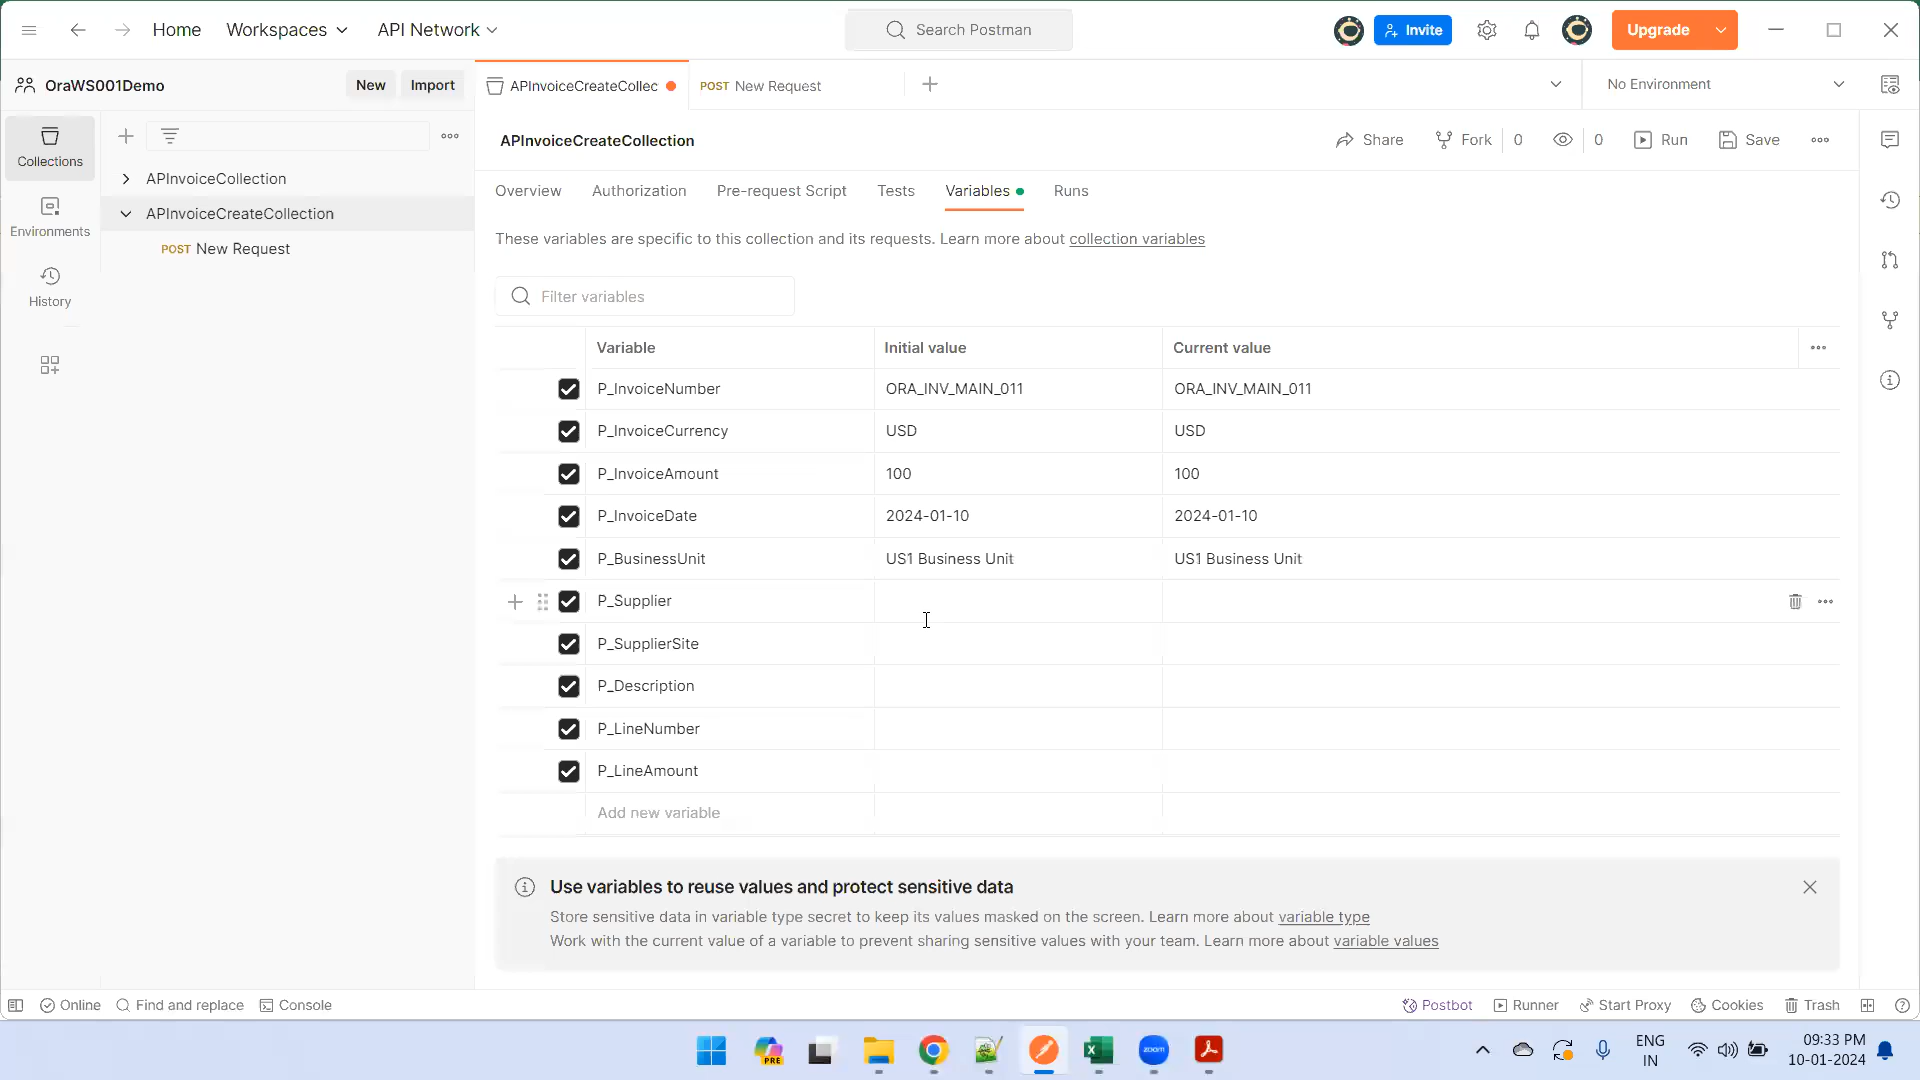 Home
Workspaces
API Network
Search Postman
Invite
Upgrade
OraWS001Demo
New
Import
APInvoiceCreateCollec
POST New Request
No Environment
Collections
Environments
History
APInvoiceCollection
APInvoiceCreateCollection
POST New Request
APInvoiceCreateCollection
Share
Fork 0
0
Run
Save
Overview
Authorization
Pre-request Script
Tests
Variables
Runs
These variables are specific to this collection and its requests. Learn more about collection variables
Filter variables
Variable Initial value Current value
P_InvoiceNumber ORA_INV_MAIN_011 ORA_INV_MAIN_011
P_InvoiceCurrency USD USD
P_InvoiceAmount 100 100
P_InvoiceDate 2024-01-10 2024-01-10
P_BusinessUnit US1 Business Unit US1 Business Unit
P_Supplier
P_SupplierSite
P_Description
P_LineNumber
P_LineAmount
Add new variable
Use variables to reuse values and protect sensitive data
Store sensitive data in variable type secret to keep its values masked on the screen. Learn more about variable type
Work with the current value of a variable to prevent sharing sensitive values with your team. Learn more about variable values
Online
Find and replace
Console
Postbot
Runner
Start Proxy
Cookies
Trash
PRE
zoom
ENG
IN
09:33 PM
10-01-2024